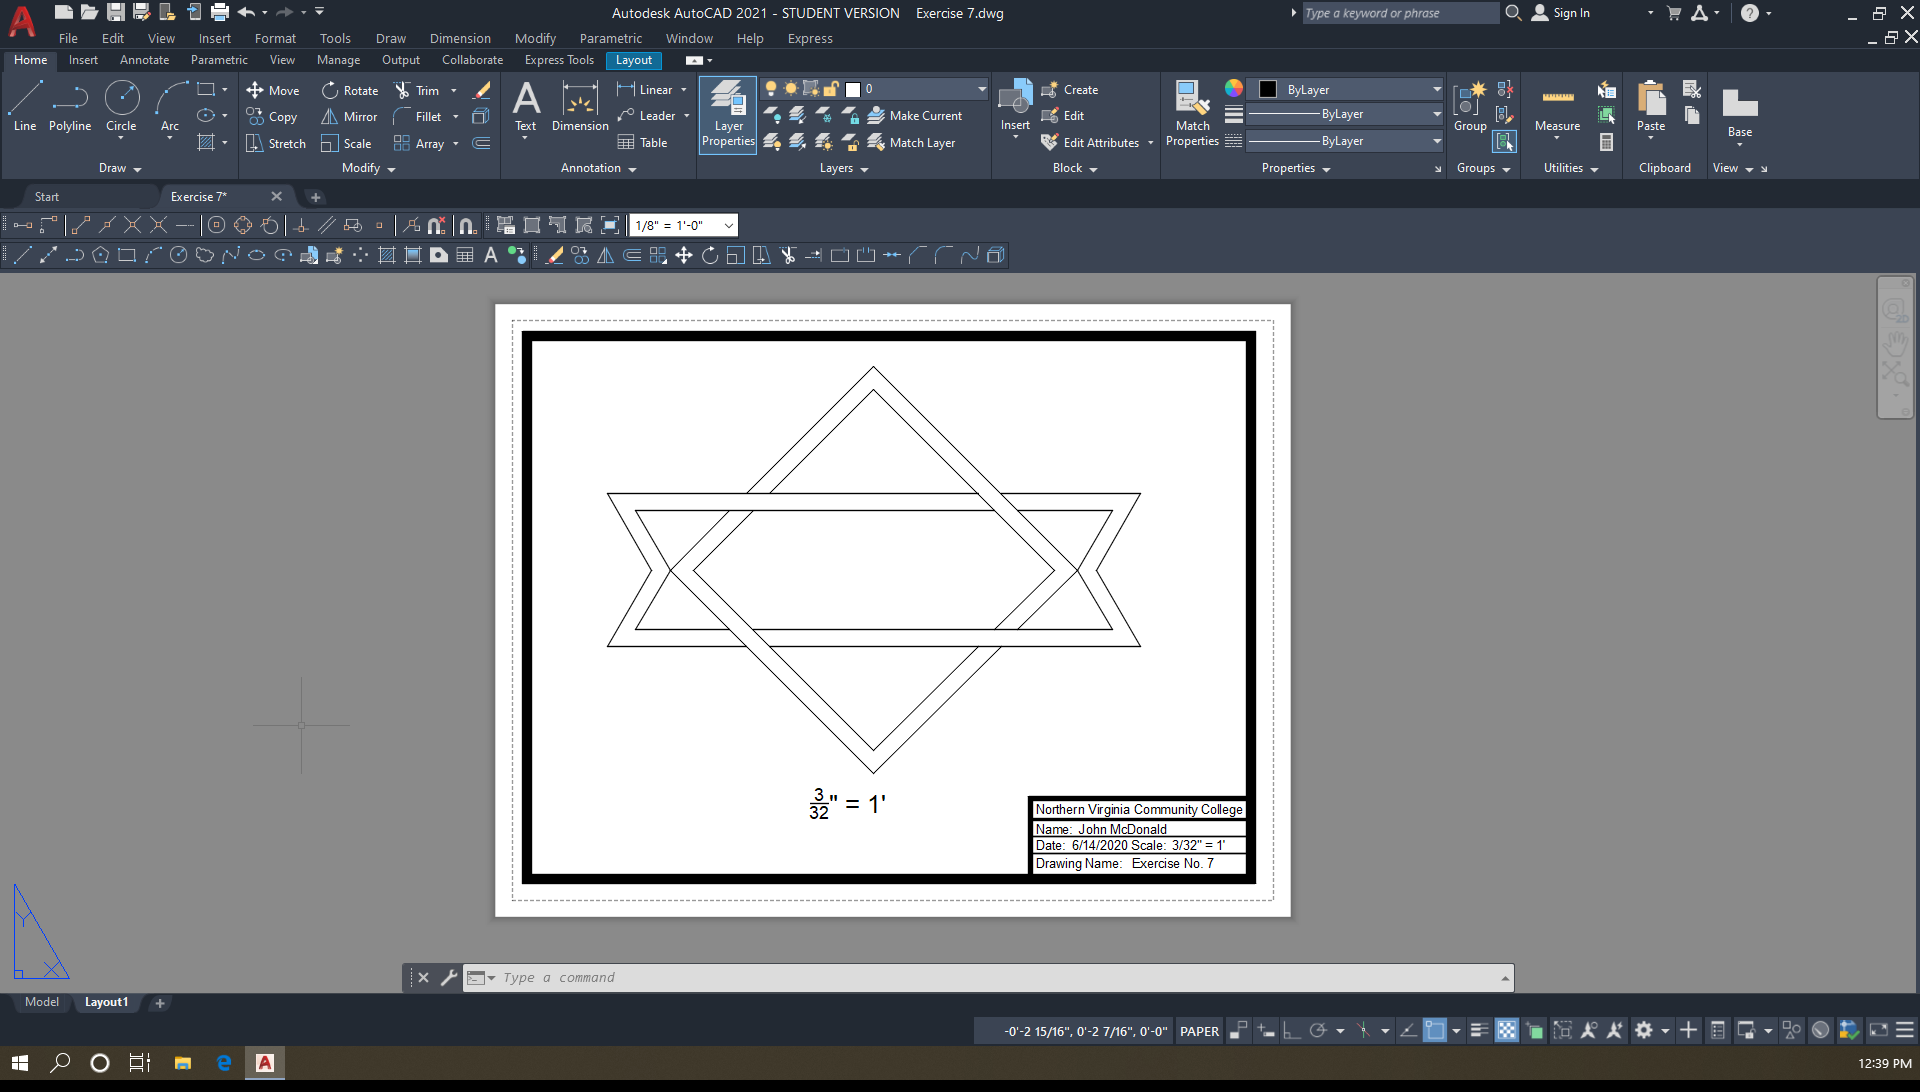 Autodesk AutoCAD 2021 - STUDENT VERSION Exercise 7.dwg
Type a keyword or phrase
Sign In
File Edit View Insert Format Tools Draw Dimension Modify Parametric Window Help Express
Home Insert Annotate Parametric View Manage Output Collaborate Express Tools Layout
Line Polyline Circle Arc
Draw
Move Rotate Trim
Copy Mirror Fillet
Stretch Scale Array
Modify
Text Dimension
Linear
Leader
Table
Annotation
Layer Properties
0
Make Current
Match Layer
Layers
Insert
Create
Edit
Edit Attributes
Block
Match Properties
ByLayer
ByLayer
ByLayer
Properties
Group
Groups
Measure
Utilities
Paste
Clipboard
Base
View
Start Exercise 7*
1/8" = 1'-0"
3/32" = 1'
Northern Virginia Community College
Name: John McDonald
Date: 6/14/2020 Scale: 3/32" = 1'
Drawing Name: Exercise No. 7
Y
X
Type a command
Model Layout1
-0'-2 15/16", 0'-2 7/16", 0'-0" PAPER
12:39 PM